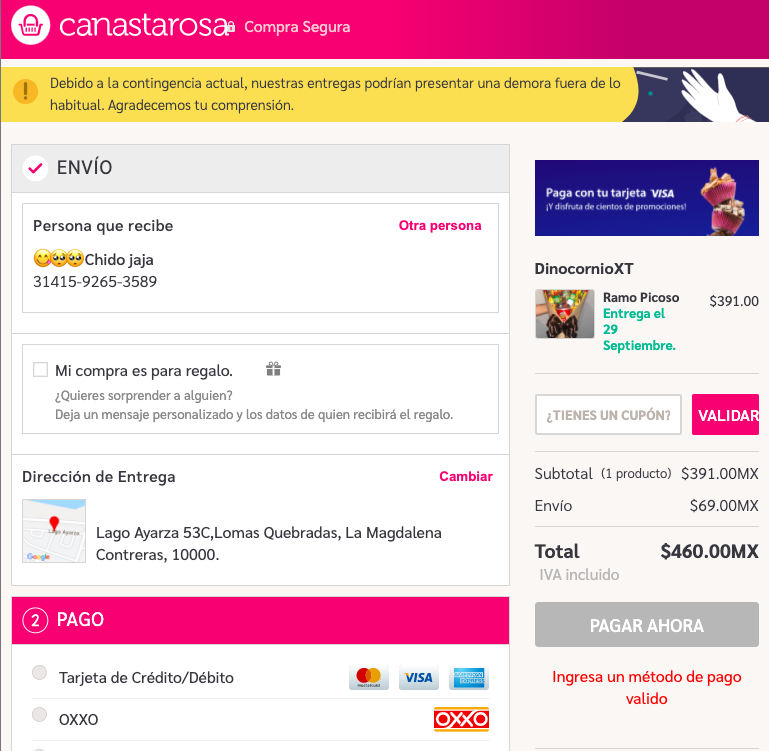 canastarosa
Compra Segura
Debido a la contingencia actual, nuestras entregas podrían presentar una demora fuera de lo
habitual. Agradecemos tu comprensión.
ENVÍO
Persona que recibe
Otra persona
😋🥺🥺Chido jaja
31415-9265-3589
Mi compra es para regalo.
¿Quieres sorprender a alguien?
Deja un mensaje personalizado y los datos de quien recibirá el regalo.
Dirección de Entrega
Cambiar
Lago Ayarza
Google
Lago Ayarza 53C,Lomas Quebradas, La Magdalena
Contreras, 10000.
2 PAGO
Tarjeta de Crédito/Débito
VISA
OXXO
OXXO
Paga con tu tarjeta VISA
¡Y disfruta de cientos de promociones!
DinocornioXT
Ramo Picoso
$391.00
Entrega el
29
Septiembre.
¿TIENES UN CUPÓN?
VALIDAR
Subtotal (1 producto) $391.00MX
Envío $69.00MX
Total $460.00MX
IVA incluido
PAGAR AHORA
Ingresa un método de pago
valido